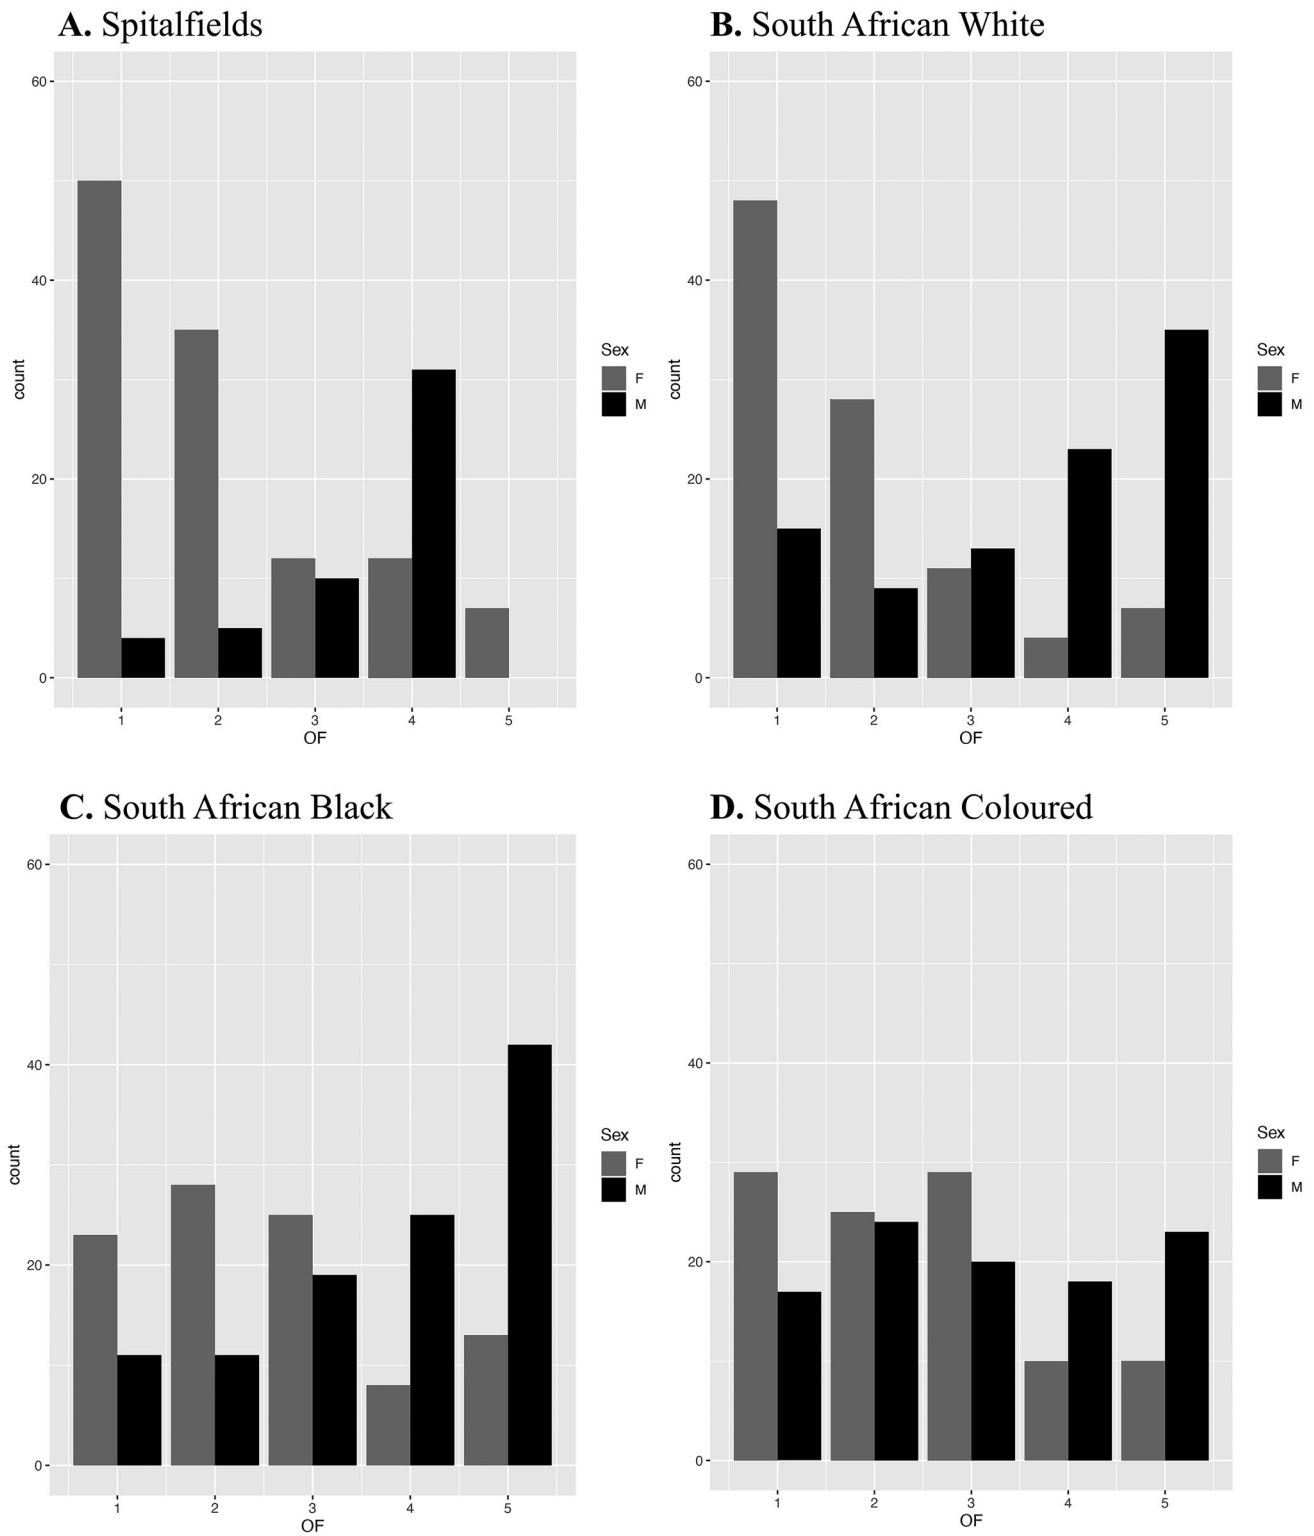 A. Spitalfields
60
40
20
0
count
1 2 3 4 5
OF
Sex
F
M
B. South African White
60
40
20
0
count
1 2 3 4 5
OF
Sex
F
M
C. South African Black
60
40
20
0
count
1 2 3 4 5
OF
Sex
F
M
D. South African Coloured
60
40
20
0
count
1 2 3 4 5
OF
Sex
F
M